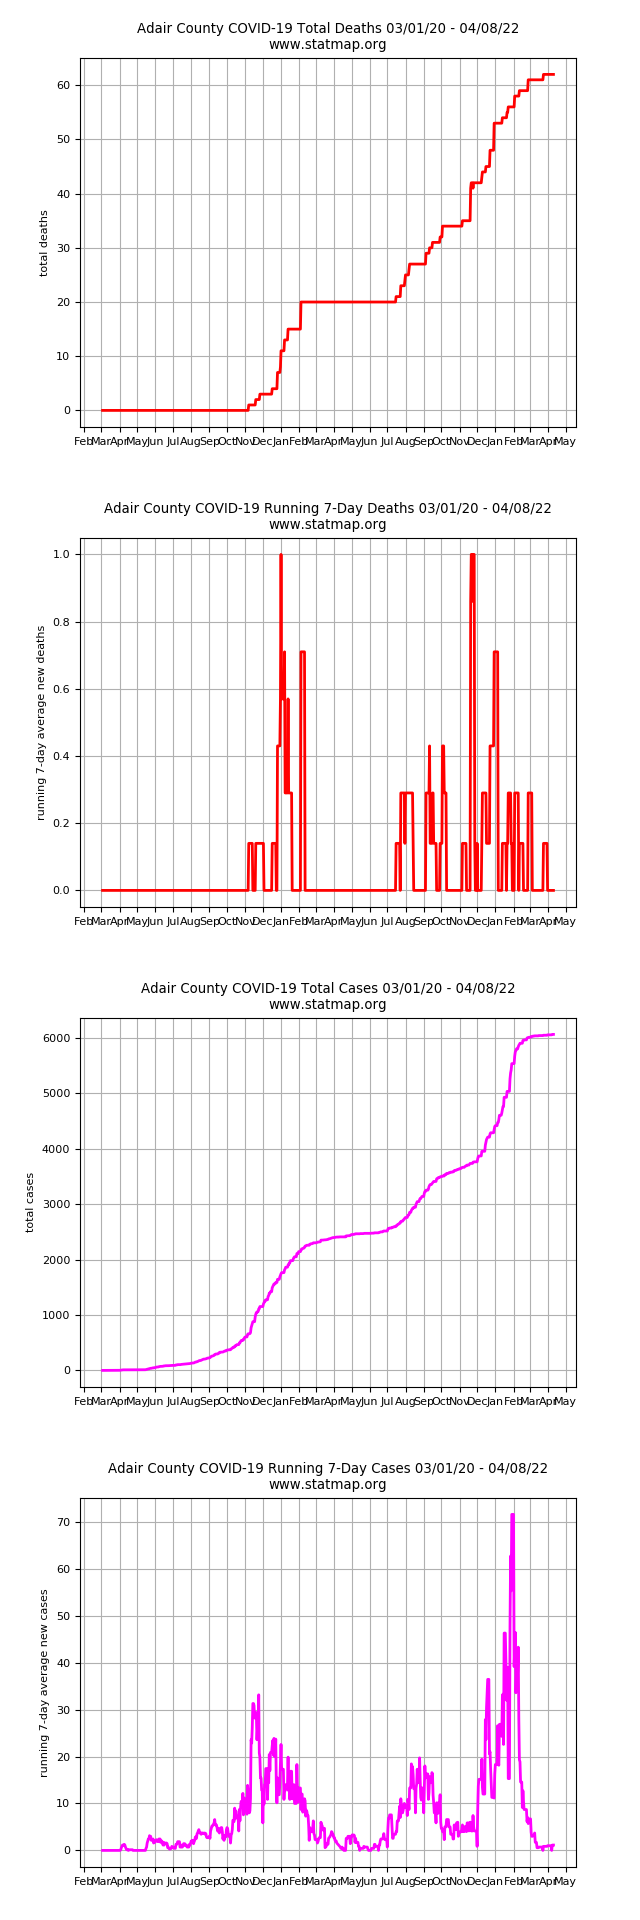 Adair County COVID-19 Total Deaths 03/01/20 - 04/08/22
www.statmap.org
60
50
40
30
20
10
0
total deaths
Feb Mar Apr May Jun Jul Aug Sep Oct Nov Dec Jan Feb Mar Apr May Jun Jul Aug Sep Oct Nov Dec Jan Feb Mar Apr May
Adair County COVID-19 Running 7-Day Deaths 03/01/20 - 04/08/22
www.statmap.org
1.0
0.8
0.6
0.4
0.2
0.0
running 7-day average new deaths
Feb Mar Apr May Jun Jul Aug Sep Oct Nov Dec Jan Feb Mar Apr May Jun Jul Aug Sep Oct Nov Dec Jan Feb Mar Apr May
Adair County COVID-19 Total Cases 03/01/20 - 04/08/22
www.statmap.org
6000
5000
4000
3000
2000
1000
0
total cases
Feb Mar Apr May Jun Jul Aug Sep Oct Nov Dec Jan Feb Mar Apr May Jun Jul Aug Sep Oct Nov Dec Jan Feb Mar Apr May
Adair County COVID-19 Running 7-Day Cases 03/01/20 - 04/08/22
www.statmap.org
70
60
50
40
30
20
10
0
running 7-day average new cases
Feb Mar Apr May Jun Jul Aug Sep Oct Nov Dec Jan Feb Mar Apr May Jun Jul Aug Sep Oct Nov Dec Jan Feb Mar Apr May